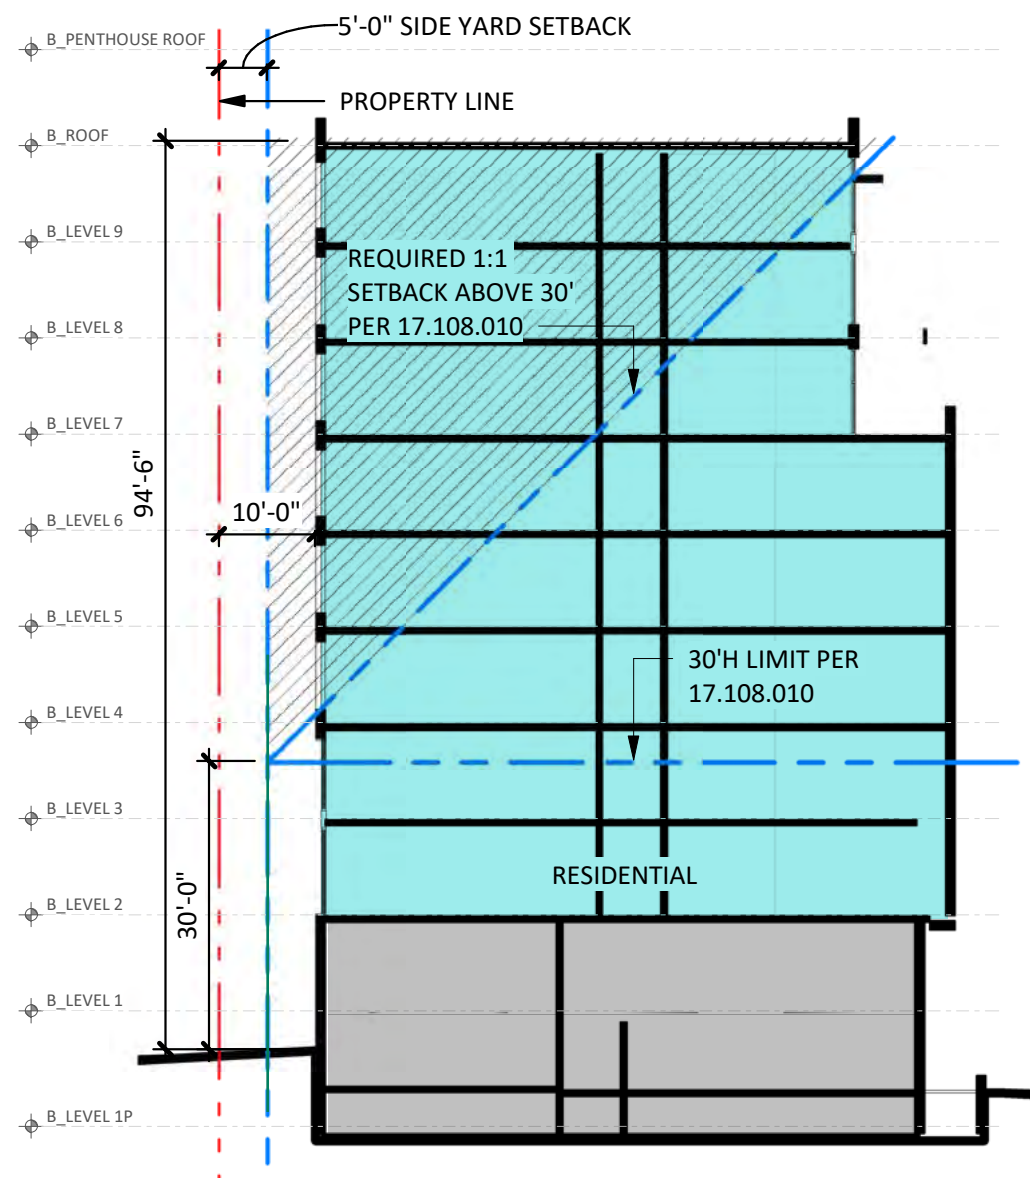 5'-0" SIDE YARD SETBACK
B_PENTHOUSE ROOF
PROPERTY LINE
B_ROOF
B_LEVEL 9
REQUIRED 1:1
SETBACK ABOVE 30'
PER 17.108.010
B_LEVEL 8
B_LEVEL 7
94'-6"
10'-0"
B_LEVEL 6
B_LEVEL 5
30'H LIMIT PER
17.108.010
B_LEVEL 4
B_LEVEL 3
RESIDENTIAL
30'-0"
B_LEVEL 2
B_LEVEL 1
B_LEVEL 1P